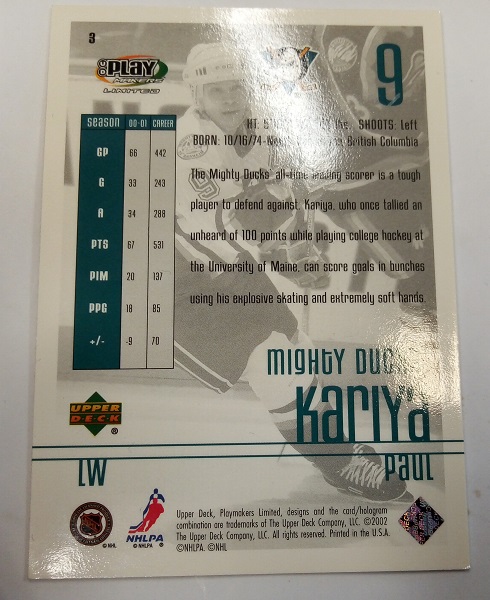 3
9
UD PLAY
MAKERS
LIMITED
HT: SHOOTS: Left
BORN: 10/16/74- British Columbia
SEASON 00-01 CAREER
GP 66 442
G 33 243
A 34 288
PTS 67 531
PIM 20 137
PPG 18 85
+/- -9 70
The Mighty Ducks' all-time leading scorer is a tough
player to defend against. Kariya, who once tallied an
unheard of 100 points while playing college hockey at
the University of Maine, can score goals in bunches
using his explosive skating and extremely soft hands.
MIGHTY DUCKS
KARIYA
UPPER
DECK
®
LW
PAUL
©NHL
NHLPA
©NHLPA ®
Upper Deck, Playmakers Limited, designs and the card/hologram
combination are trademarks of The Upper Deck Company, LLC. ©2002
The Upper Deck Company, LLC. All rights reserved. Printed in the U.S.A.
©NHLPA. ©NHL